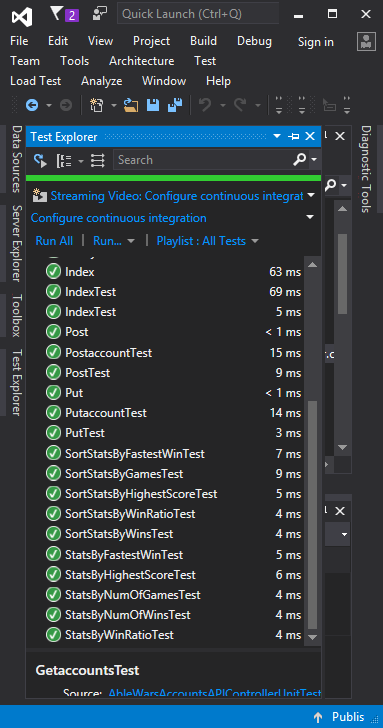 2
Quick Launch (Ctrl+Q)
File Edit View Project Build Debug Sign in
Team Tools Architecture Test
Load Test Analyze Window Help
Data Sources
Server Explorer
Toolbox
Test Explorer
Diagnostic Tools
Test Explorer
Search
Streaming Video: Configure continuous integrat
Configure continuous integration
Run All | Run... | Playlist : All Tests
Index 63 ms
IndexTest 69 ms
IndexTest 5 ms
Post < 1 ms
PostaccountTest 15 ms
PostTest 9 ms
Put < 1 ms
PutaccountTest 14 ms
PutTest 3 ms
SortStatsByFastestWinTest 7 ms
SortStatsByGamesTest 9 ms
SortStatsByHighestScoreTest 5 ms
SortStatsByWinRatioTest 4 ms
SortStatsByWinsTest 4 ms
StatsByFastestWinTest 5 ms
StatsByHighestScoreTest 6 ms
StatsByNumOfGamesTest 4 ms
StatsByNumOfWinsTest 4 ms
StatsByWinRatioTest 4 ms
GetaccountsTest
Source: AbleWarsAccountsAPIControllerUnitTest
Publis